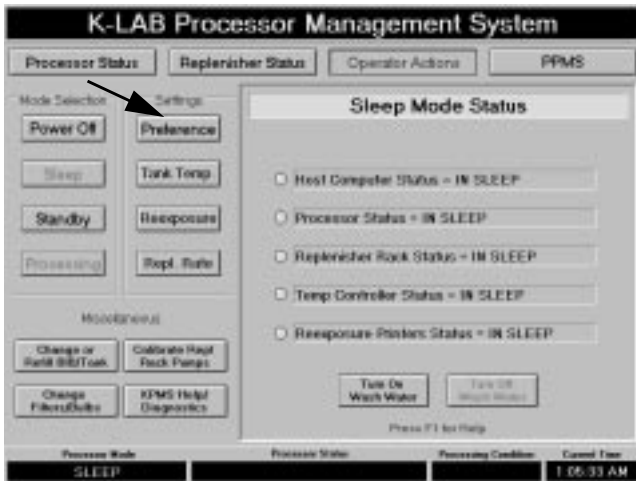 K-LAB Processor Management System
Processor Status
Replenisher Status
Operator Actions
PPMS
Mode Selection
Settings
Power Off
Preference
Sleep
Tank Temp.
Standby
Reexposure
Processing
Repl. Rate
Miscellaneous
Change or Refill BIB/Tank
Calibrate Repl Rack Pumps
Change Filters/Bulbs
KPMS Help/ Diagnostics
Sleep Mode Status
Host Computer Status = IN SLEEP
Processor Status = IN SLEEP
Replenisher Rack Status = IN SLEEP
Temp Controller Status = IN SLEEP
Reexposure Printers Status = IN SLEEP
Turn On Wash Water
Turn Off Wash Water
Press F1 for Help
Processor Mode
Processor Status
Processing Condition
Current Time
SLEEP
1:05:33 AM